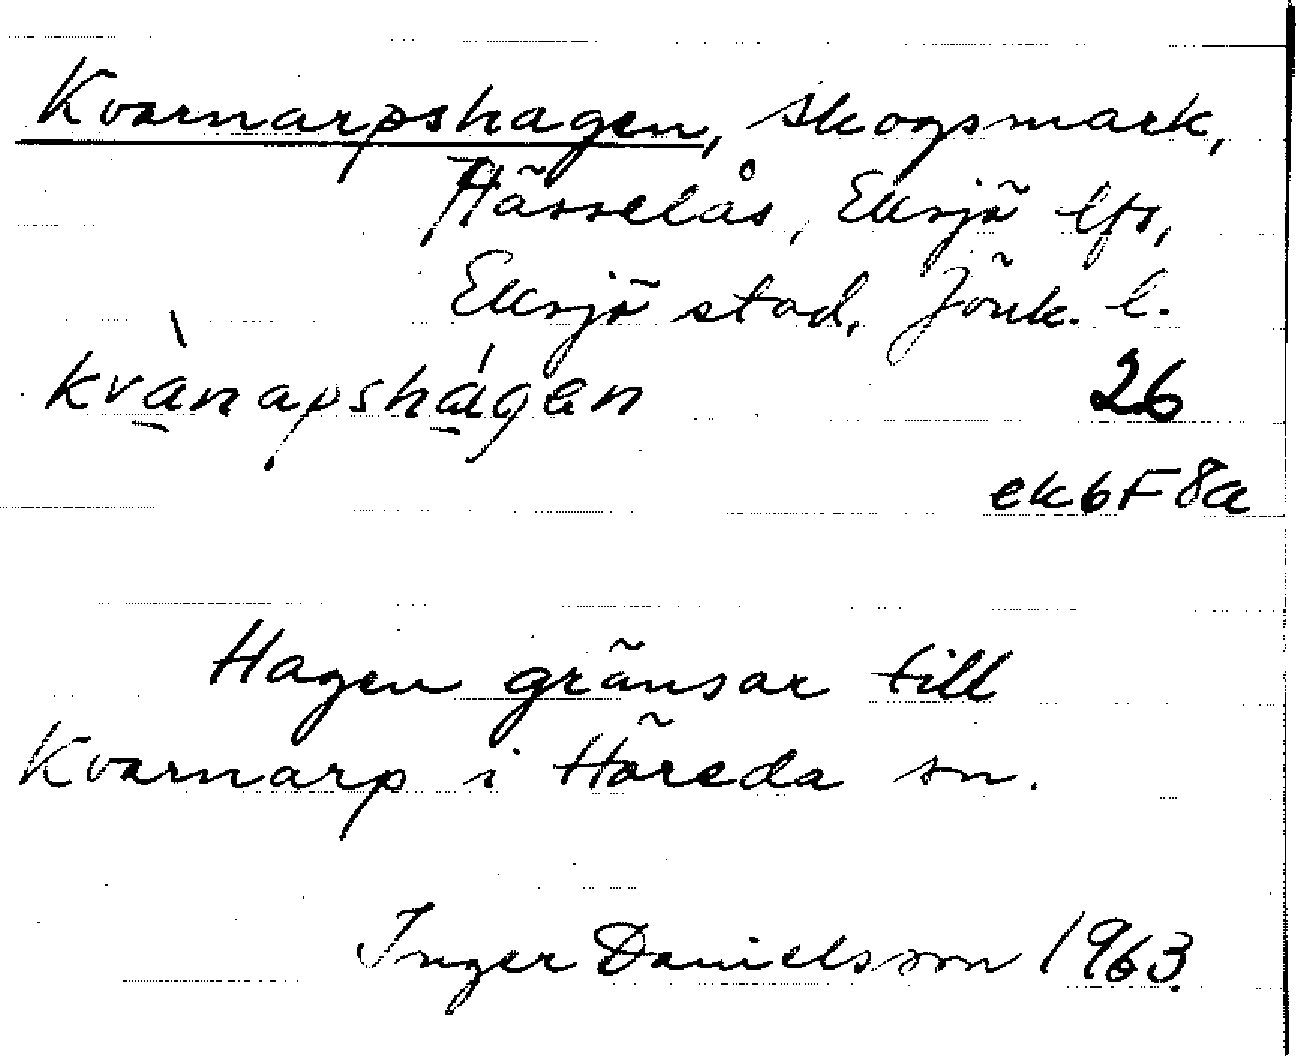 Kvarnarpshagen, skogsmark,
Hässelås, Eksjö lfs,
Eksjö stad, Jönk. l.
kvànapshágen 26
ek6F8a
Hagen gränsar till
Kvarnarp i Höreda sn.
Inger Danielsson 1963.